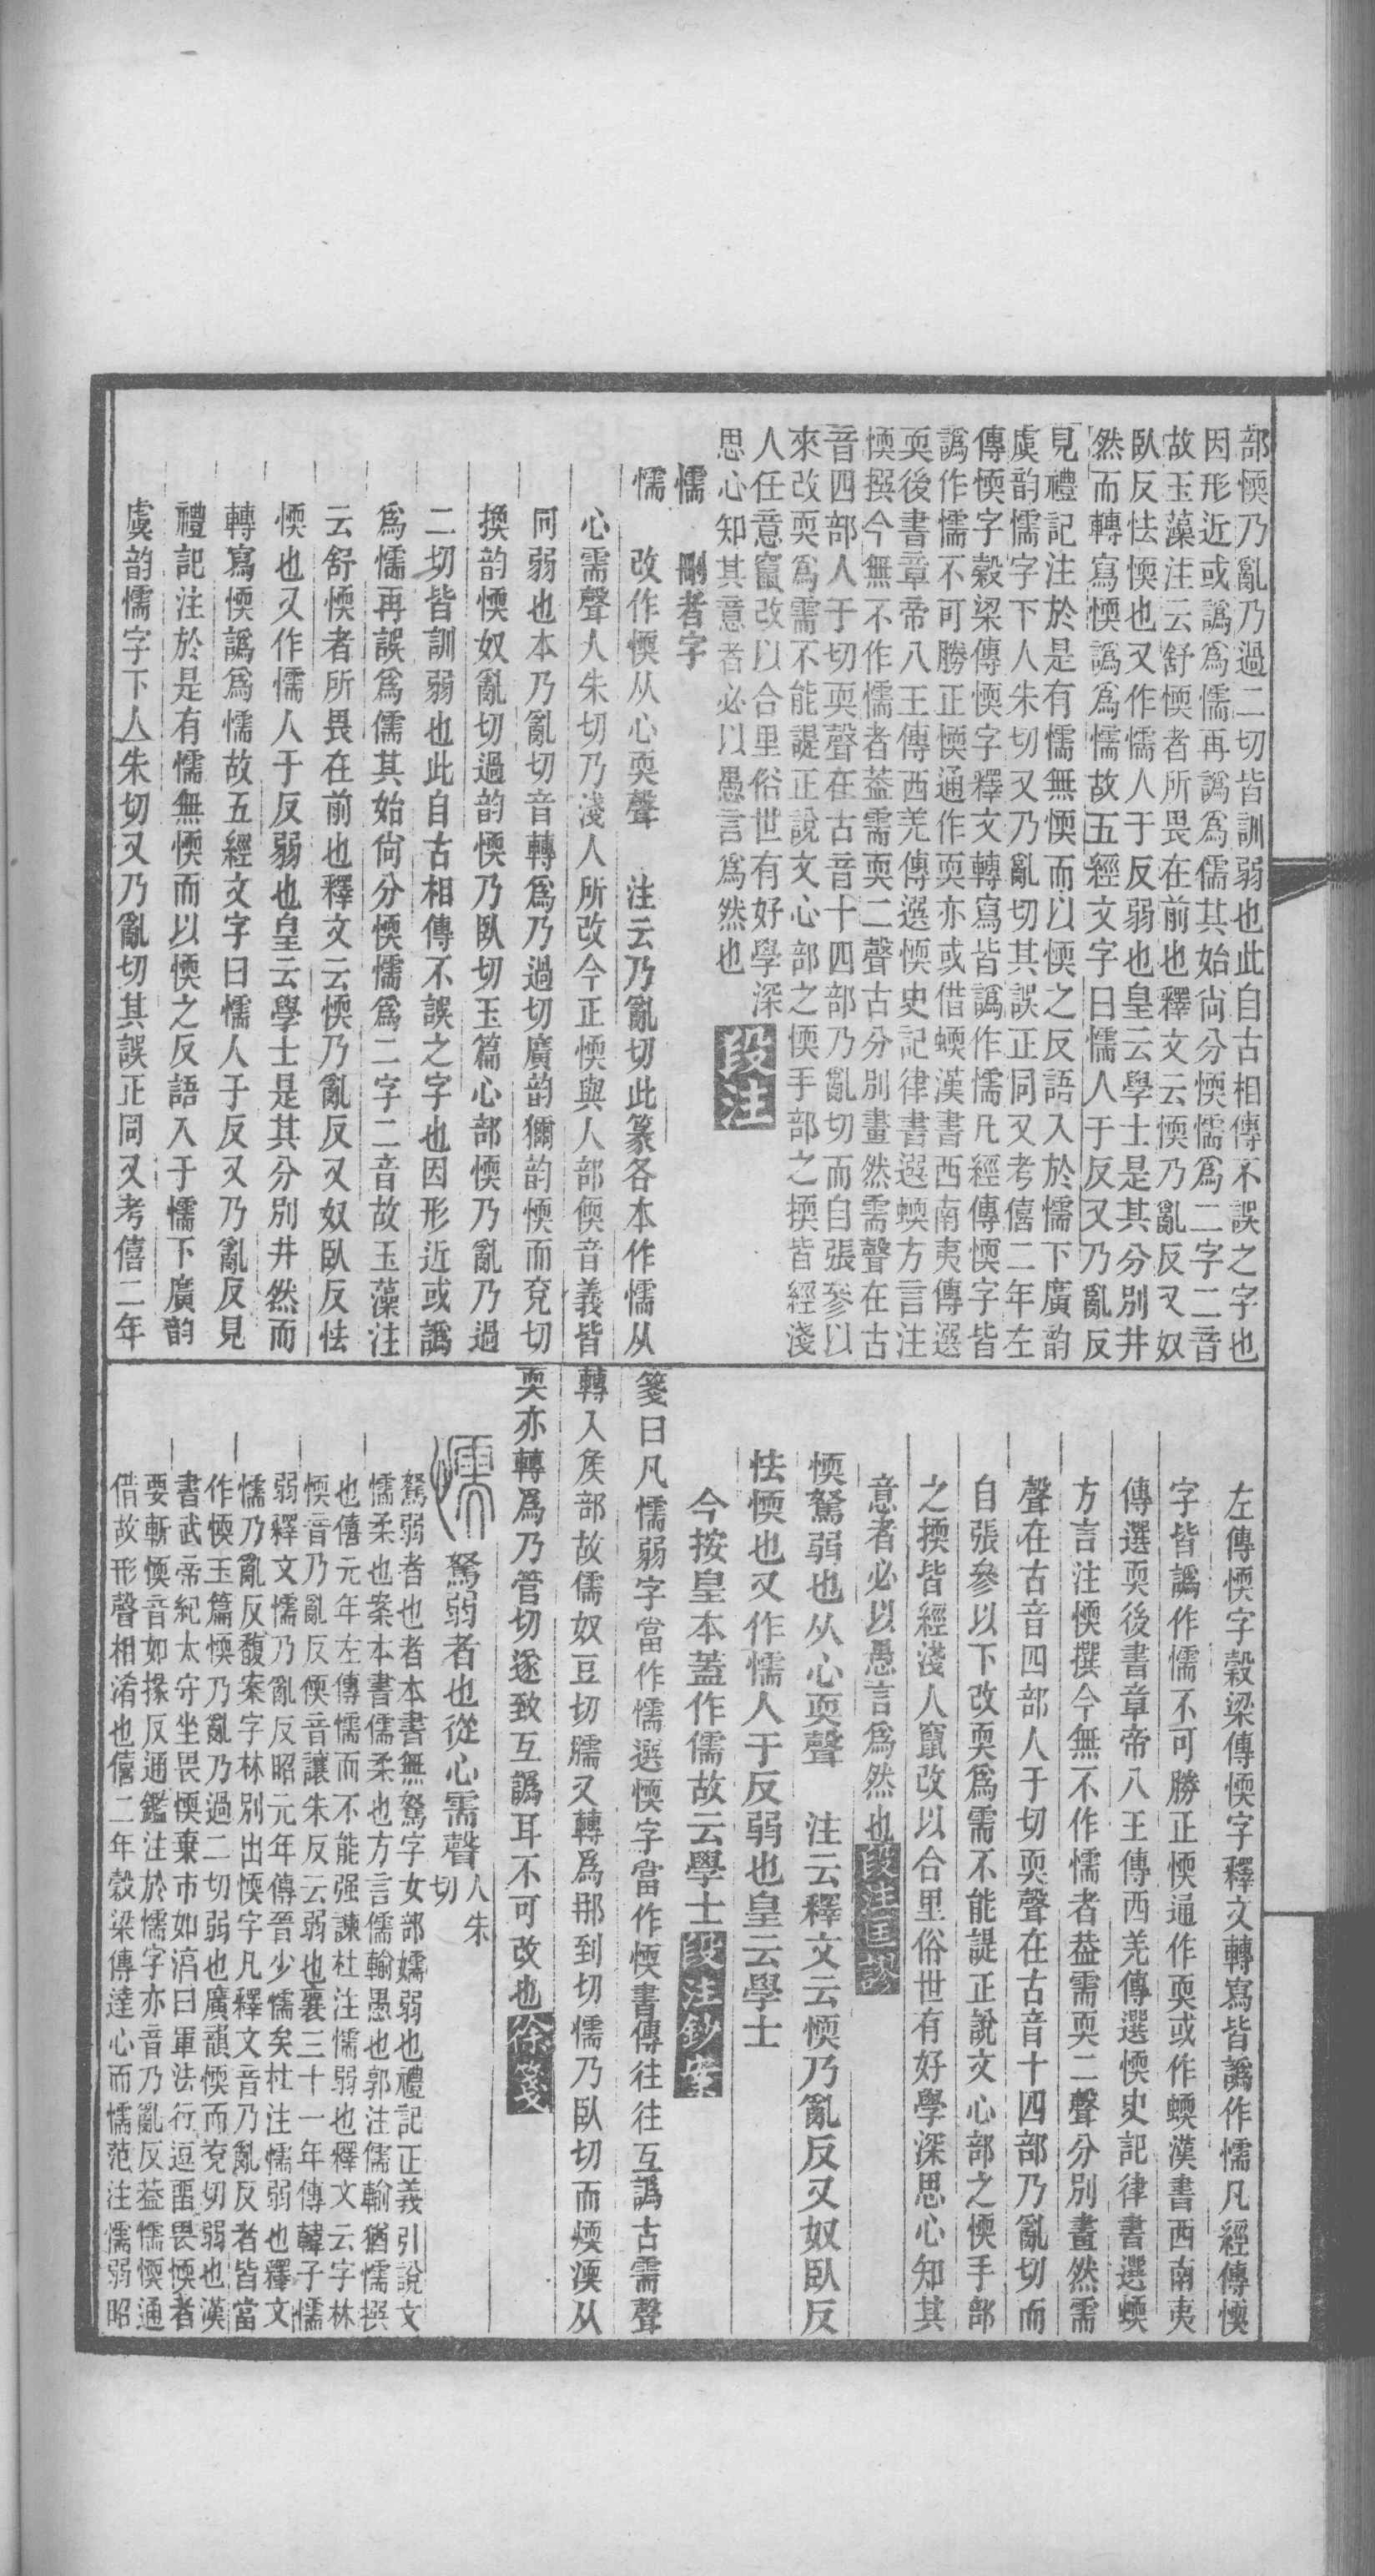 部愞乃亂乃過二切皆訓弱也此自古相傳不誤之字也
因形近或譌爲懦再譌爲儒其始尙分愞懦爲二字二音
故玉藻注云舒愞者所畏在前也釋文云愞乃亂反又奴
臥反怯愞也又作懦人于反弱也皇云學士是其分別井
然而轉寫愞譌爲懦故五經文字曰懦人于反又乃亂反
見禮記注於是有懦無愞而以愞之反語入於懦下廣韵
虞韵懦字下人朱切又乃亂切其誤正同又考僖二年左
傳愞字穀梁傳愞字釋文轉寫皆譌作懦凡經傳愞字皆
譌作懦不可勝正愞通作耎亦或借蝡漢書西南夷傳選
耎後書章帝八王傳西羌傳選愞史記律書選蝡方言注
愞撰今無不作懦者葢需耎二聲古分別畫然需聲在古
音四部人于切耎聲在古音十四部乃亂切而自張參以
來改耎爲需不能諟正說文心部之愞手部之㨎皆經淺
人任意竄改以合里俗世有好學深
思心知其意者必以愚言爲然也 段注
懦 刪者字
懦 改作愞从心耎聲 注云乃亂切此篆各本作懦从
心需聲人朱切乃淺人所改今正愞與人部偄音義皆
同弱也本乃亂切音轉爲乃過切廣韵獮韵愞而兗切
換韵愞奴亂切過韵愞乃臥切玉篇心部愞乃亂乃過
二切皆訓弱也此自古相傳不誤之字也因形近或譌
爲懦再誤爲儒其始尙分愞懦爲二字二音故玉藻注
云舒愞者所畏在前也釋文云愞乃亂反又奴臥反怯
愞也又作懦人于反弱也皇云學士是其分別井然而
轉寫愞譌爲懦故五經文字曰懦人于反又乃亂反見
禮記注於是有懦無愞而以愞之反語入于懦下廣韵
虞韵懦字下人朱切又乃亂切其誤正同又考僖二年
左傳愞字穀梁傳愞字釋文轉寫皆譌作懦凡經傳愞
字皆譌作懦不可勝正愞通作耎或作蝡漢書西南夷
傳選耎後書章帝八王傳西羌傳選愞史記律書選蝡
方言注愞撰今無不作懦者葢需耎二聲分別畫然需
聲在古音四部人于切耎聲在古音十四部乃亂切而
自張參以下改耎爲需不能諟正說文心部之愞手部
之㨎皆經淺人竄改以合里俗世有好學深思心知其
意者必以愚言爲然也 段注匡謬
愞駑弱也从心耎聲 注云釋文云愞乃亂反又奴臥反
怯愞也又作懦人于反弱也皇云學士
今按皇本蓋作儒故云學士 段注鈔案
箋曰凡懦弱字當作懦選愞字當作愞書傳往往互譌古需聲
轉入矦部故儒奴豆切臑又轉爲那到切懦乃臥切而㬉渜从
耎亦轉爲乃管切遂致互譌耳不可改也 徐箋
懦 駑弱者也從心需聲 人朱切
駑弱者也者本書無駑字女部嬬弱也禮記正義引說文
懦柔也案本書儒柔也方言儒輸愚也郭注儒輸猶懦撰
也僖元年左傳懦而不能强諫杜注懦弱也釋文云字林
愞音乃亂反偄音讓朱反云弱也襄三十一年傳韓子懦
弱釋文懦乃亂反昭元年傳晉少懦矣杜注懦弱也釋文
懦乃亂反馥案字林別出愞字凡釋文音乃亂反者皆當
作愞玉篇愞乃亂乃過二切弱也廣韻愞而兗切弱也漢
書武帝紀太守坐畏愞棄市如淳曰軍法行逗畱畏愞者
要斬愞音如掾反通鑑注於懦字亦音乃亂反葢懦愞通
借故形聲相淆也僖二年穀梁傳達心而懦范注懦弱昭